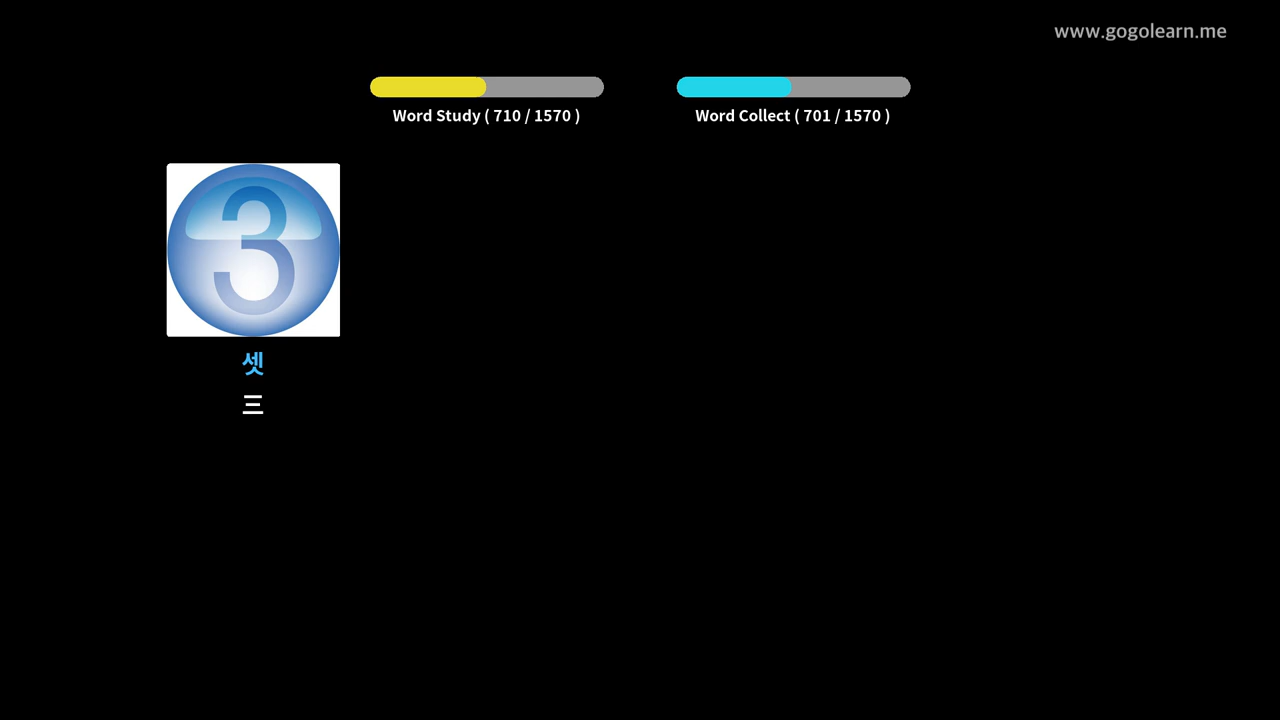 www.gogolearn.me
Word Study ( 710 / 1570 )
Word Collect ( 701 / 1570 )
3
셋
三